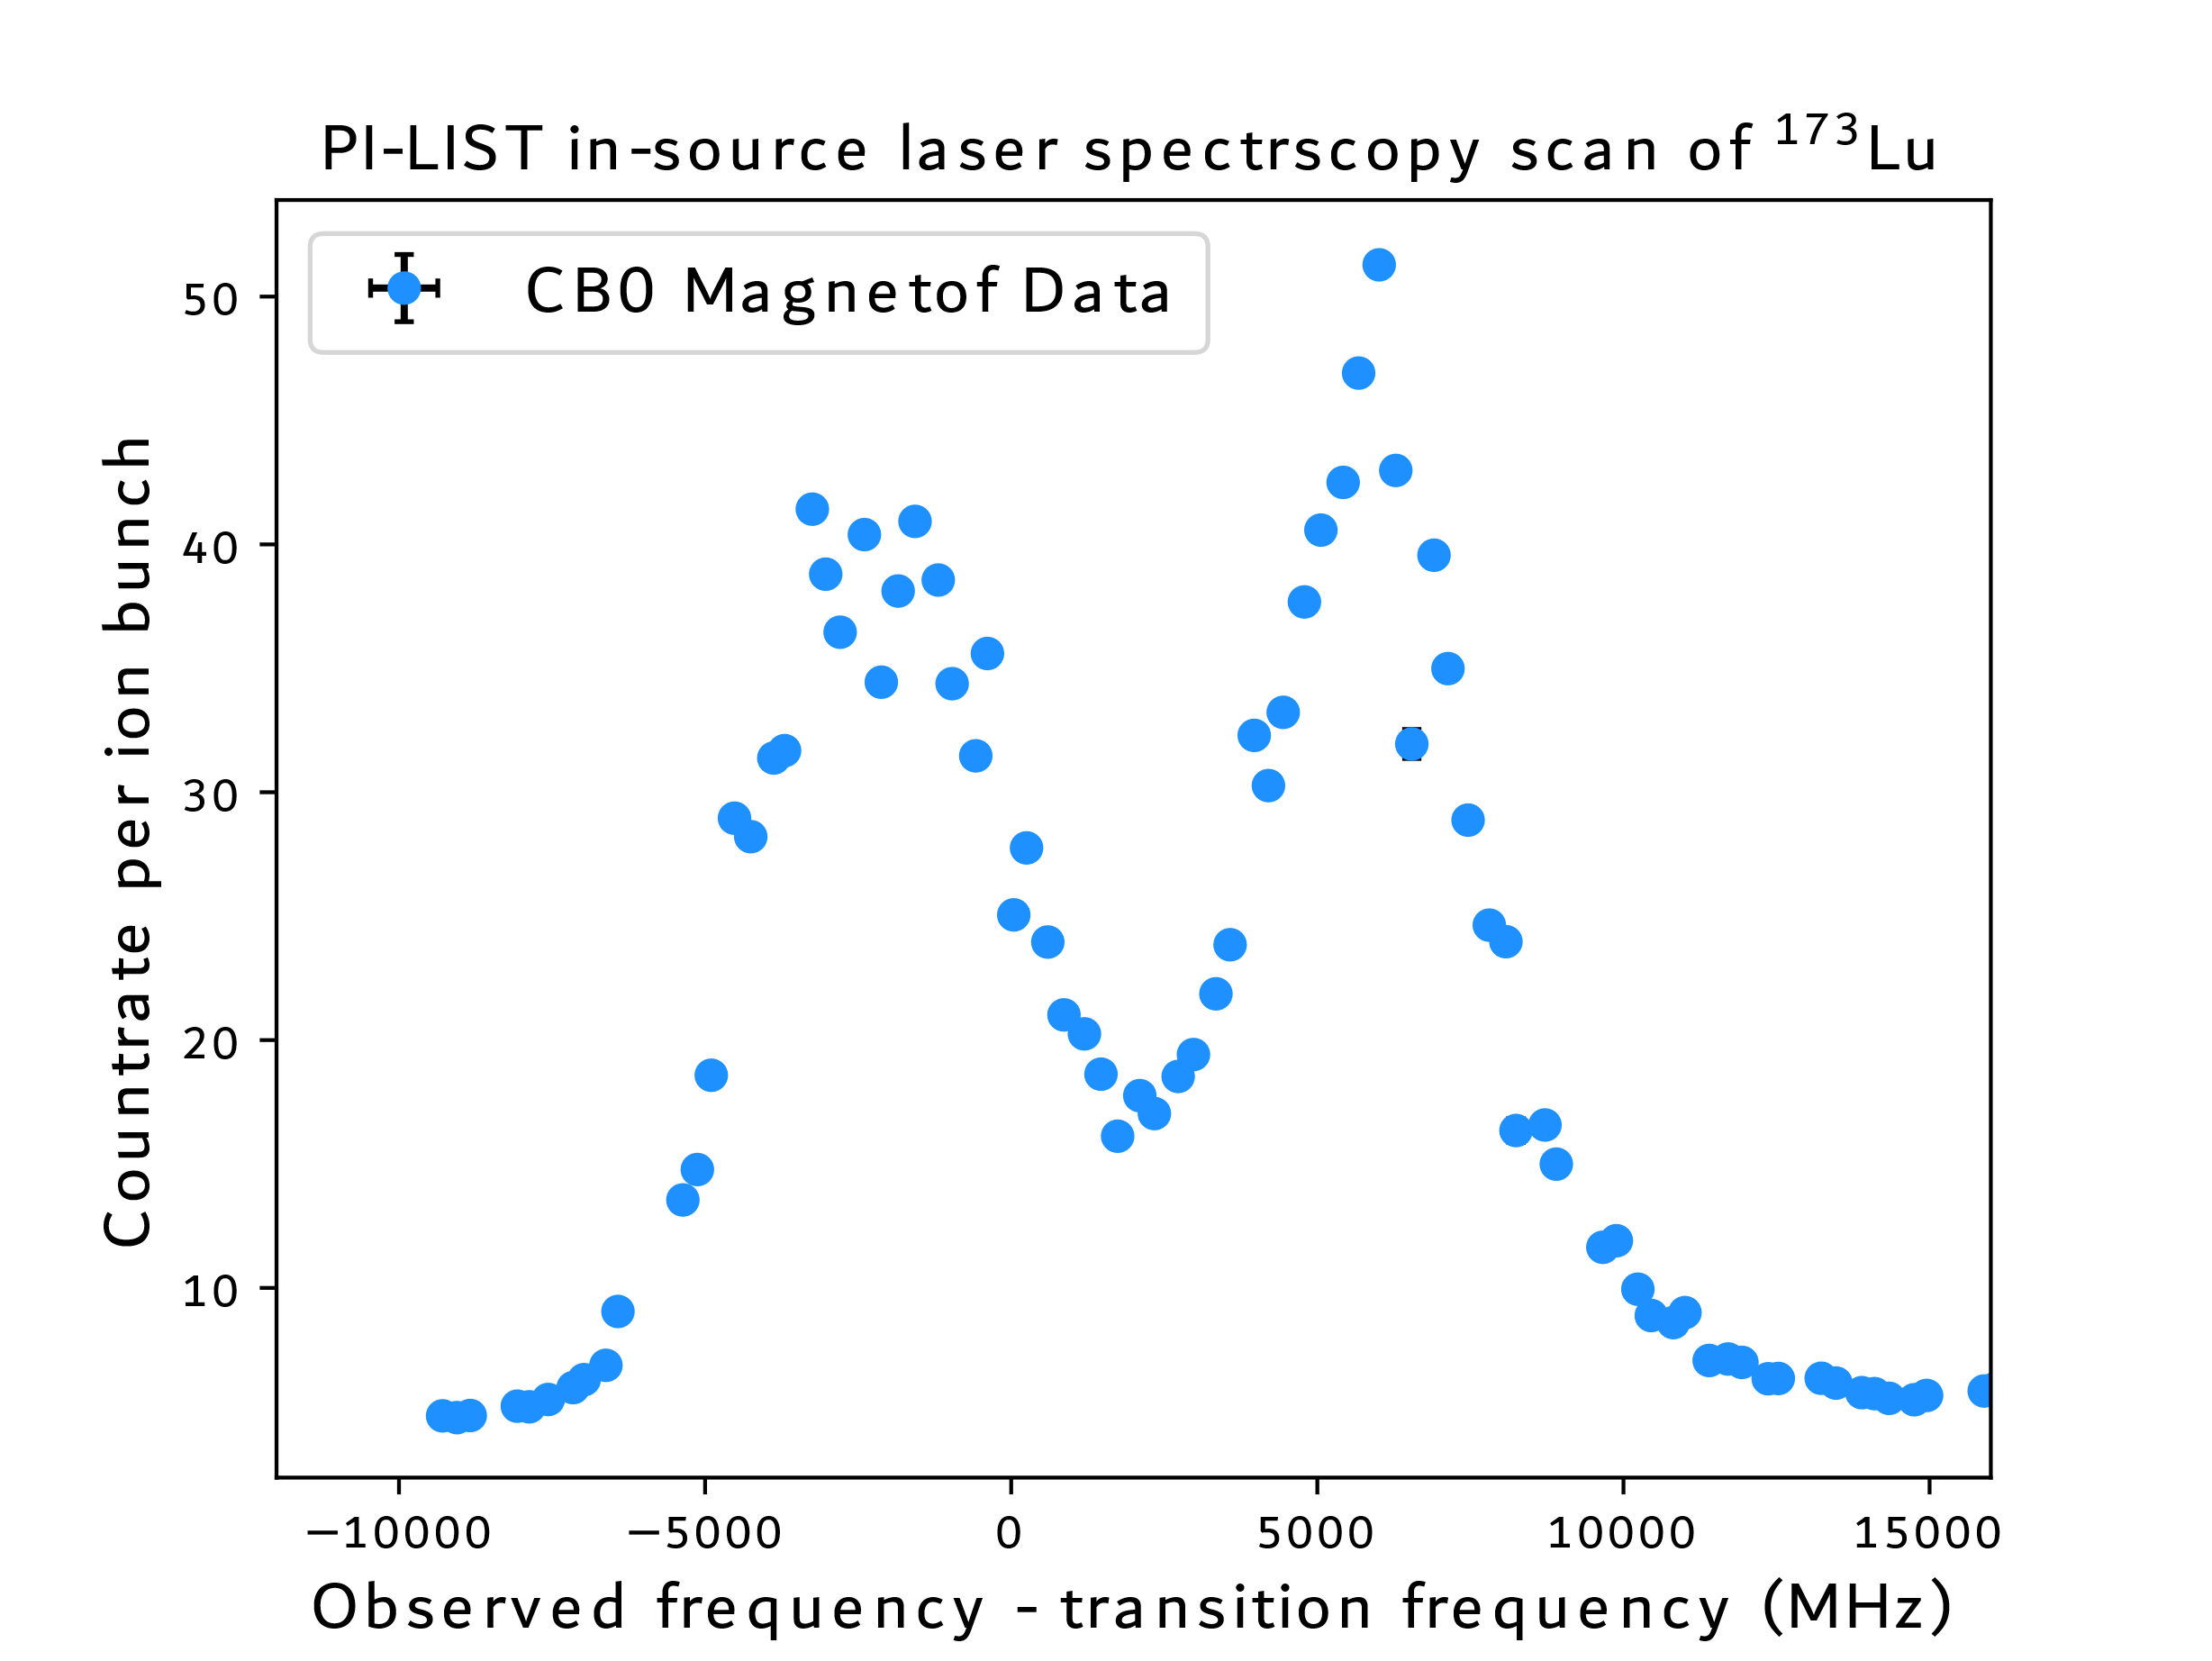 PI-LIST in-source laser spectrscopy scan of ¹⁷³Lu
CB0 Magnetof Data
Countrate per ion bunch
50
40
30
20
10
−10000 −5000 0 5000 10000 15000
Observed frequency - transition frequency (MHz)